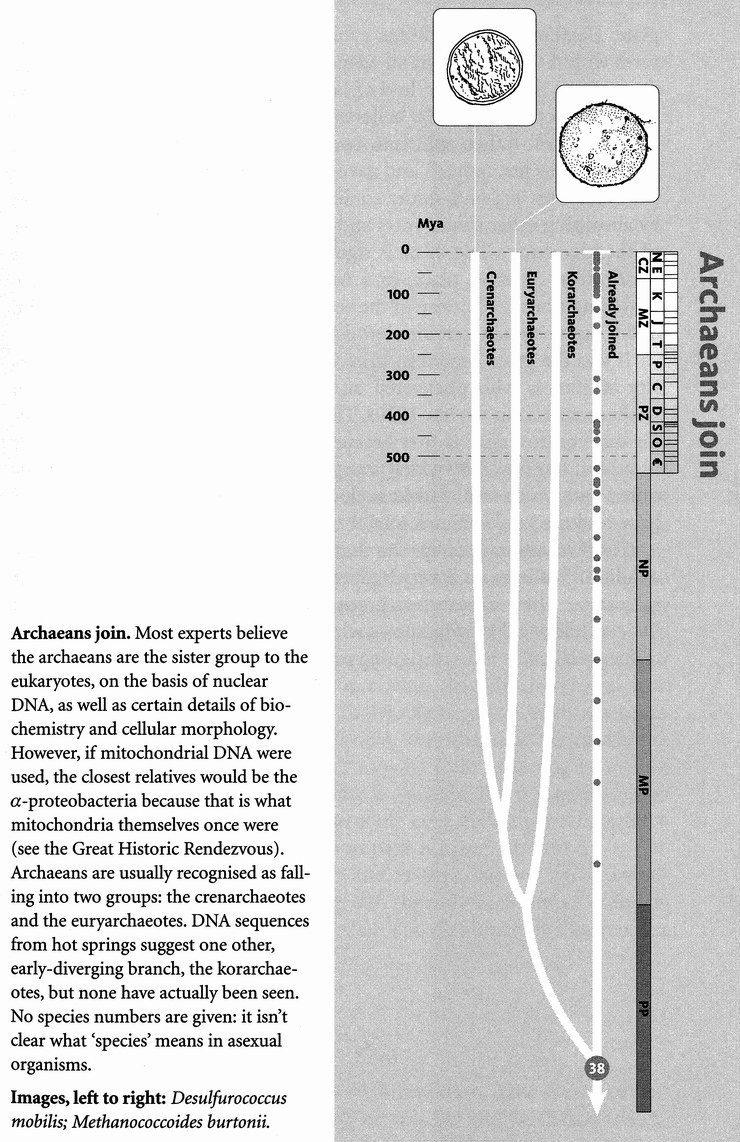 Archaeans join
Mya
0
100
200
300
400
500
Crenarchaeotes
Euryarchaeotes
Korarchaeotes
Already joined
N E K J T P C D S O Є
CZ MZ PZ
NP
MP
PP
38
Archaeans join. Most experts believe
the archaeans are the sister group to the
eukaryotes, on the basis of nuclear
DNA, as well as certain details of bio-
chemistry and cellular morphology.
However, if mitochondrial DNA were
used, the closest relatives would be the
α-proteobacteria because that is what
mitochondria themselves once were
(see the Great Historic Rendezvous).
Archaeans are usually recognised as fall-
ing into two groups: the crenarchaeotes
and the euryarchaeotes. DNA sequences
from hot springs suggest one other,
early-diverging branch, the korarchae-
otes, but none have actually been seen.
No species numbers are given: it isn’t
clear what ‘species’ means in asexual
organisms.
Images, left to right: Desulfurococcus
mobilis; Methanococcoides burtonii.